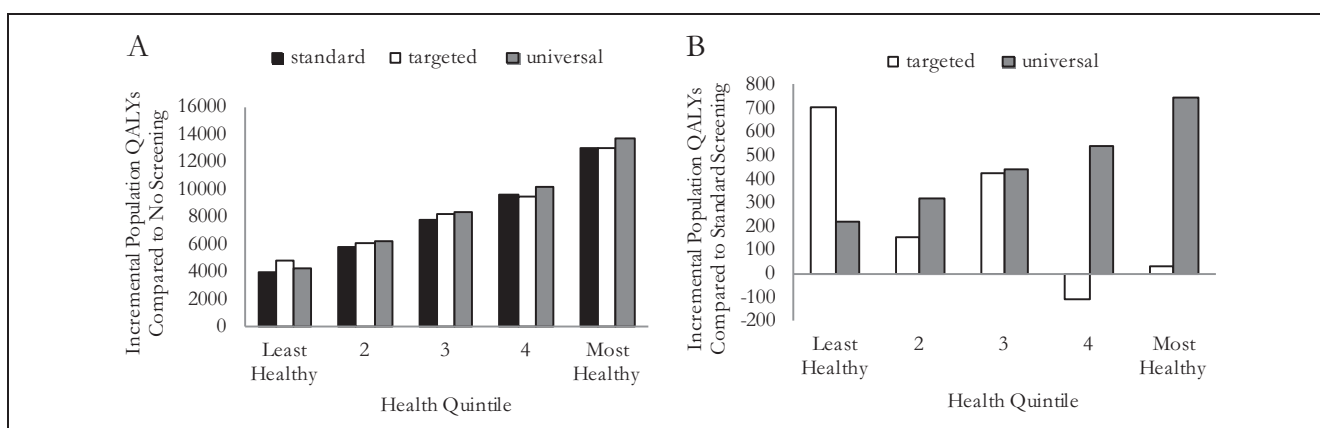 A
standard targeted universal
Incremental Population QALYs
Compared to No Screening
16000
14000
12000
10000
8000
6000
4000
2000
0
Least
Healthy
2
3
4
Most
Healthy
Health Quintile
B
targeted universal
Incremental Population QALYs
Compared to Standard Screening
800
700
600
500
400
300
200
100
0
-100
-200
Least
Healthy
2
3
4
Most
Healthy
Health Quintile